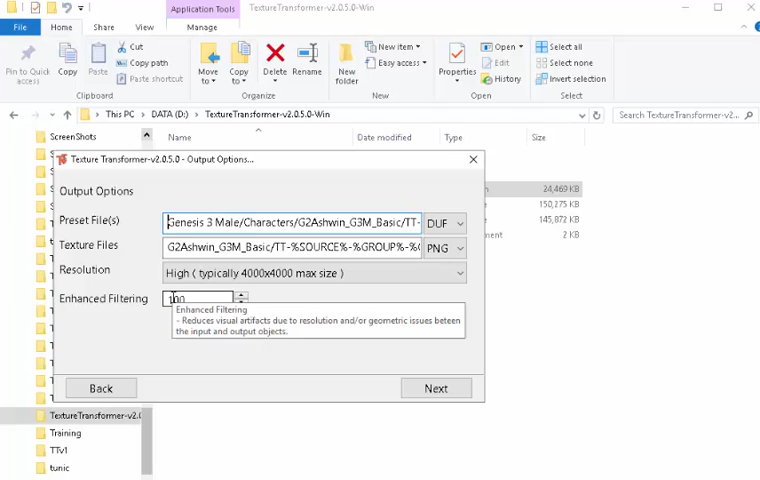 Application Tools
TextureTransformer-v2.0.5.0-Win
File
Home
Share
View
Manage
Pin to Quick access
Copy
Paste
Cut
Copy path
Paste shortcut
Clipboard
Move to
Copy to
Delete
Rename
Organize
New folder
New item
Easy access
New
Properties
Open
Edit
History
Open
Select all
Select none
Invert selection
Select
This PC
DATA (D:)
TextureTransformer-v2.0.5.0-Win
Search TextureTransformer-v2...
ScreenShots
Name
Date modified
Type
Size
Texture Transformer-v2.0.5.0 - Output Options...
Output Options
Preset File(s)
Genesis 3 Male/Characters/G2Ashwin_G3M_Basic/TT-
DUF
Texture Files
G2Ashwin_G3M_Basic/TT-%SOURCE%-%GROUP%-%
PNG
Resolution
High ( typically 4000x4000 max size )
Enhanced Filtering
100
Enhanced Filtering
- Reduces visual artifacts due to resolution and/or geometric issues beteen
the input and output objects.
Back
Next
24,469 KB
150,275 KB
145,872 KB
2 KB
TextureTransformer-v2.0
Training
TTv1
tunic